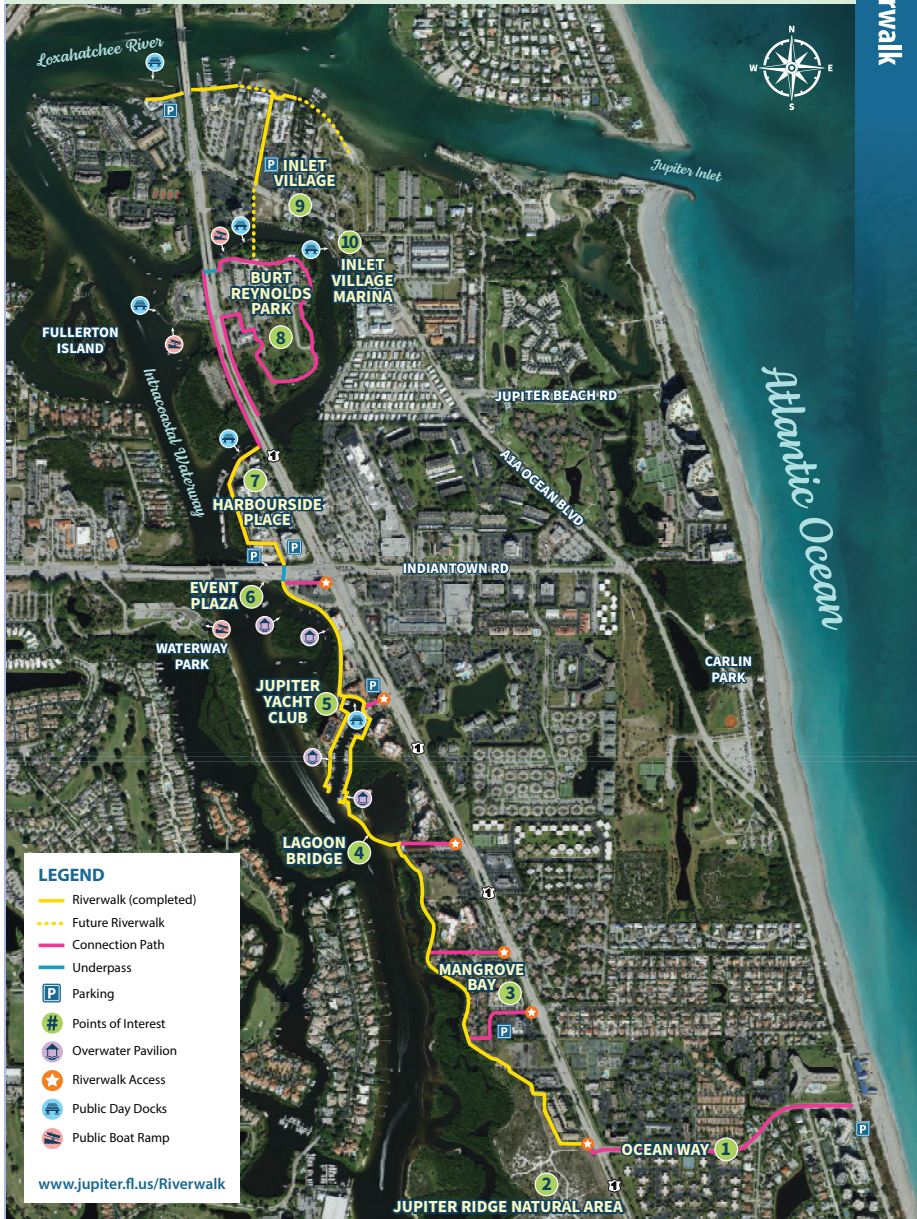 rwalk
Loxahatchee River
N
W
E
S
P
Jupiter Inlet
P
INLET
VILLAGE
9
10
INLET
VILLAGE
MARINA
BURT
REYNOLDS
PARK
8
FULLERTON
ISLAND
Intracoastal Waterway
JUPITER BEACH RD
Atlantic Ocean
A1A OCEAN BLVD
1
7
HARBOURSIDE
PLACE
P
P
INDIANTOWN RD
EVENT
PLAZA
6
WATERWAY
PARK
CARLIN
PARK
P
JUPITER
YACHT
CLUB
5
1
LAGOON
BRIDGE
4
1
MANGROVE
BAY
3
P
P
OCEAN WAY
1
2
1
JUPITER RIDGE NATURAL AREA
LEGEND
Riverwalk (completed)
Future Riverwalk
Connection Path
Underpass
P
Parking
#
Points of Interest
Overwater Pavilion
Riverwalk Access
Public Day Docks
Public Boat Ramp
www.jupiter.fl.us/Riverwalk